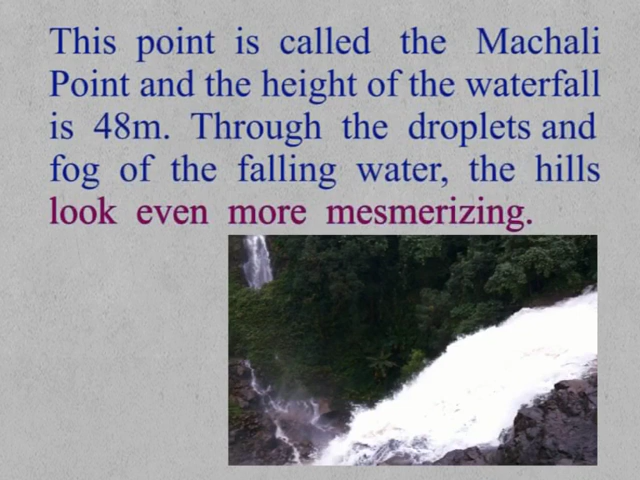 This point is called the Machali
Point and the height of the waterfall
is 48m. Through the droplets and
fog of the falling water, the hills
look even more mesmerizing.